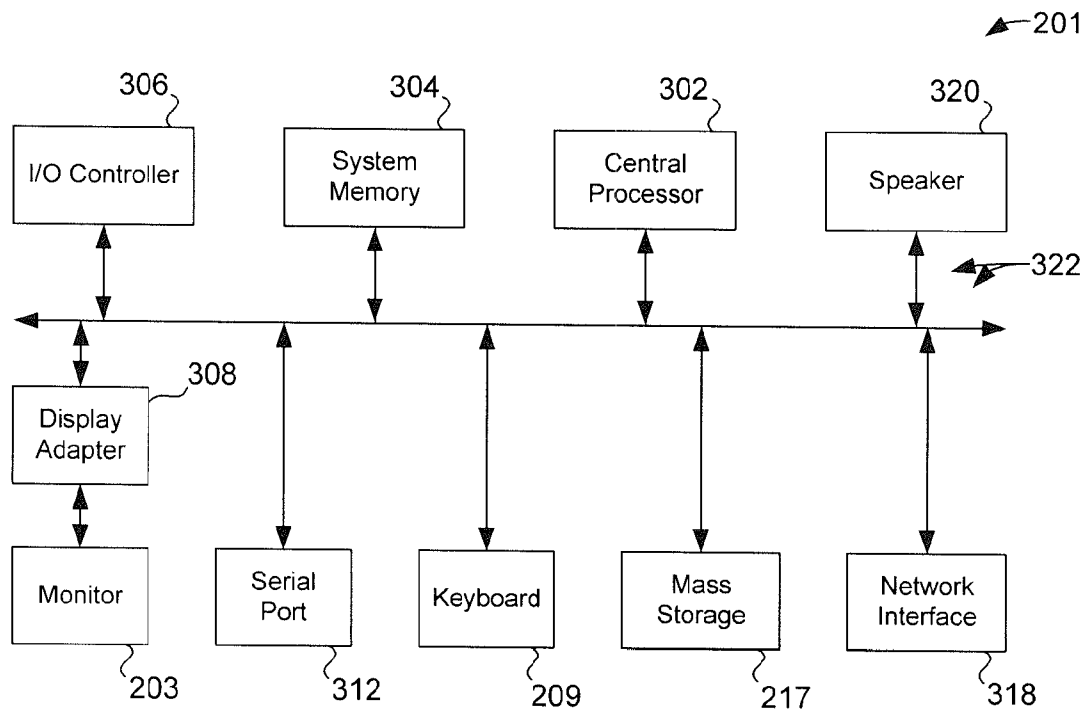 201
306
304
302
320
I/O Controller
System
Memory
Central
Processor
Speaker
322
308
Display
Adapter
Monitor
Serial
Port
Keyboard
Mass
Storage
Network
Interface
203
312
209
217
318